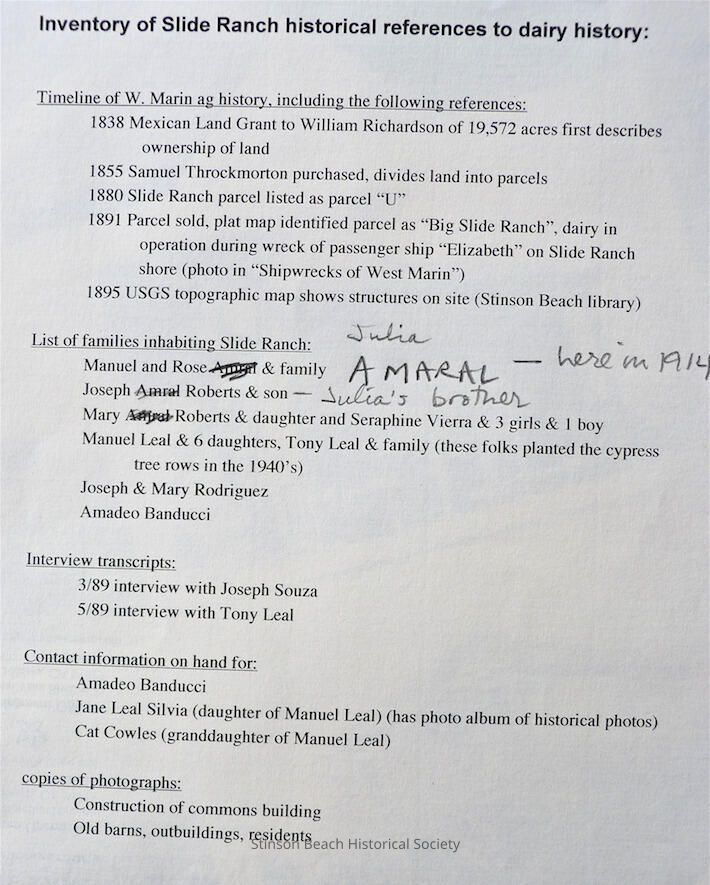 Inventory of Slide Ranch historical references to dairy history:
Timeline of W. Marin ag history, including the following references:
1838 Mexican Land Grant to William Richardson of 19,572 acres first describes
ownership of land
1855 Samuel Throckmorton purchased, divides land into parcels
1880 Slide Ranch parcel listed as parcel “U”
1891 Parcel sold, plat map identified parcel as “Big Slide Ranch”, dairy in
operation during wreck of passenger ship “Elizabeth” on Slide Ranch
shore (photo in “Shipwrecks of West Marin”)
1895 USGS topographic map shows structures on site (Stinson Beach library)
List of families inhabiting Slide Ranch:
Julia
Manuel and Rose & family AMARAL — here in 1914
Joseph Amral Roberts & son — Julia's brother
Mary Roberts & daughter and Seraphine Vierra & 3 girls & 1 boy
Manuel Leal & 6 daughters, Tony Leal & family (these folks planted the cypress
tree rows in the 1940’s)
Joseph & Mary Rodriguez
Amadeo Banducci
Interview transcripts:
3/89 interview with Joseph Souza
5/89 interview with Tony Leal
Contact information on hand for:
Amadeo Banducci
Jane Leal Silvia (daughter of Manuel Leal) (has photo album of historical photos)
Cat Cowles (granddaughter of Manuel Leal)
copies of photographs:
Construction of commons building
Old barns, outbuildings, residents
Stinson Beach Historical Society